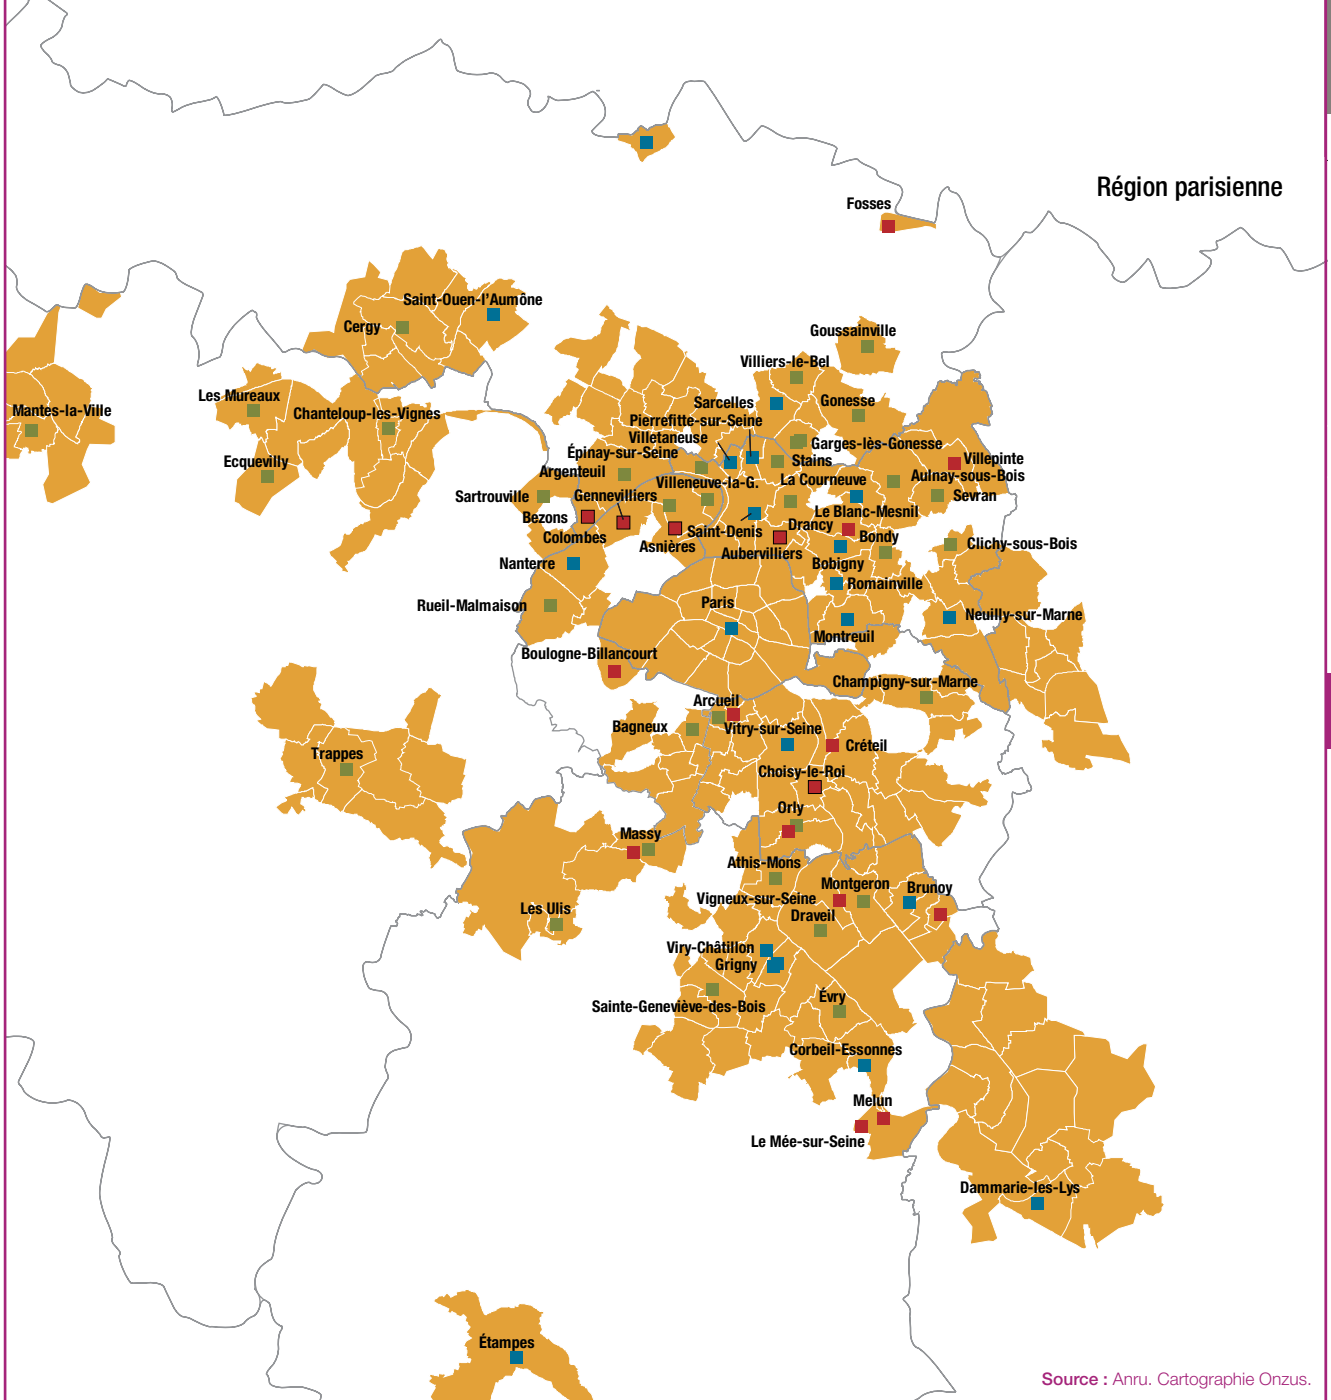 Région parisienne
Fosses
Saint-Ouen-l'Aumône
Cergy
Goussainville
Villiers-le-Bel
Les Mureaux
Sarcelles
Gonesse
Mantes-la-Ville
Chanteloup-les-Vignes
Pierrefitte-sur-Seine
Villetaneuse
Garges-lès-Gonesse
Épinay-sur-Seine
Ecquevilly
Stains
Villepinte
Argenteuil
Aulnay-sous-Bois
Villeneuve-la-G.
La Courneuve
Sartrouville
Gennevilliers
Sevran
Le Blanc-Mesnil
Bezons
Drancy
Saint-Denis
Colombes
Bondy
Asnières
Aubervilliers
Clichy-sous-Bois
Nanterre
Bobigny
Romainville
Rueil-Malmaison
Paris
Neuilly-sur-Marne
Montreuil
Boulogne-Billancourt
Champigny-sur-Marne
Arcueil
Bagneux
Vitry-sur-Seine
Créteil
Trappes
Choisy-le-Roi
Orly
Massy
Athis-Mons
Montgeron
Brunoy
Vigneux-sur-Seine
Les Ulis
Draveil
Viry-Châtillon
Grigny
Évry
Sainte-Geneviève-des-Bois
Corbeil-Essonnes
Melun
Le Mée-sur-Seine
Dammarie-les-Lys
Étampes
Source : Anru. Cartographie Onzus.